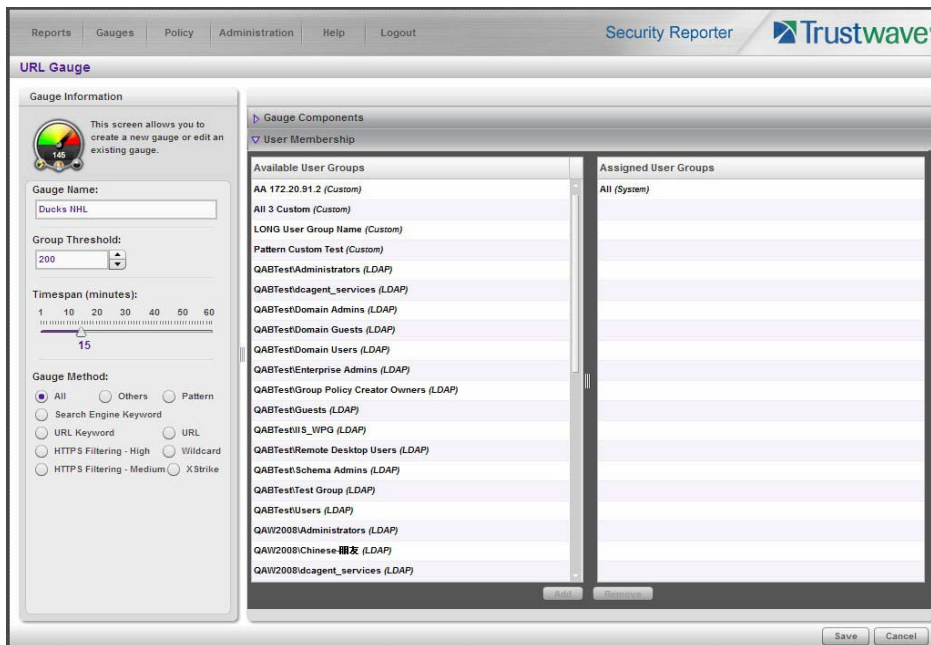 Reports Gauges Policy Administration Help Logout
Security Reporter
Trustwave
URL Gauge
Gauge Information
This screen allows you to
create a new gauge or edit an
existing gauge.
145
Gauge Name:
Ducks NHL
Group Threshold:
200
Timespan (minutes):
1 10 20 30 40 50 60
15
Gauge Method:
All Others Pattern
Search Engine Keyword
URL Keyword URL
HTTPS Filtering - High Wildcard
HTTPS Filtering - Medium XStrike
Gauge Components
User Membership
Available User Groups
AA 172.20.91.2 (Custom)
All 3 Custom (Custom)
LONG User Group Name (Custom)
Pattern Custom Test (Custom)
QABTest\Administrators (LDAP)
QABTest\dcagent_services (LDAP)
QABTest\Domain Admins (LDAP)
QABTest\Domain Guests (LDAP)
QABTest\Domain Users (LDAP)
QABTest\Enterprise Admins (LDAP)
QABTest\Group Policy Creator Owners (LDAP)
QABTest\Guests (LDAP)
QABTest\IIS_WPG (LDAP)
QABTest\Remote Desktop Users (LDAP)
QABTest\Schema Admins (LDAP)
QABTest\Test Group (LDAP)
QABTest\Users (LDAP)
QAW2008\Administrators (LDAP)
QAW2008\Chinese-朋友 (LDAP)
QAW2008\dcagent_services (LDAP)
Add
Assigned User Groups
All (System)
Remove
Save Cancel